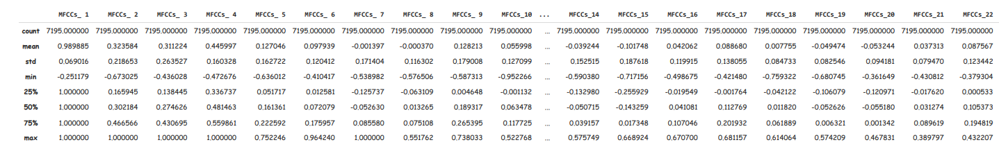 MFCCs_ 1 MFCCs_ 2 MFCCs_ 3 MFCCs_ 4 MFCCs_ 5 MFCCs_ 6 MFCCs_ 7 MFCCs_ 8 MFCCs_ 9 MFCCs_10 ... MFCCs_14 MFCCs_15 MFCCs_16 MFCCs_17 MFCCs_18 MFCCs_19 MFCCs_20 MFCCs_21 MFCCs_22
count 7195.000000 7195.000000 7195.000000 7195.000000 7195.000000 7195.000000 7195.000000 7195.000000 7195.000000 7195.000000 ... 7195.000000 7195.000000 7195.000000 7195.000000 7195.000000 7195.000000 7195.000000 7195.000000 7195.000000
mean 0.989885 0.323584 0.311224 0.445997 0.127046 0.097939 -0.001397 -0.000370 0.128213 0.055998 ... -0.039244 -0.101748 0.042062 0.088680 0.007755 -0.049474 -0.053244 0.037313 0.087567
std 0.069016 0.218653 0.263527 0.160328 0.162722 0.120412 0.171404 0.116302 0.179008 0.127099 ... 0.152515 0.187618 0.119915 0.138055 0.084733 0.082546 0.094181 0.079470 0.123442
min -0.251179 -0.673025 -0.436028 -0.472676 -0.636012 -0.410417 -0.538982 -0.576506 -0.587313 -0.952266 ... -0.590380 -0.717156 -0.498675 -0.421480 -0.759322 -0.680745 -0.361649 -0.430812 -0.379304
25% 1.000000 0.165945 0.138445 0.336737 0.051717 0.012581 -0.125737 -0.063109 0.004648 -0.001132 ... -0.132980 -0.255929 -0.019549 -0.001764 -0.042122 -0.106079 -0.120971 -0.017620 0.000533
50% 1.000000 0.302184 0.274626 0.481463 0.161361 0.072079 -0.052630 0.013265 0.189317 0.063478 ... -0.050715 -0.143259 0.041081 0.112769 0.011820 -0.052626 -0.055180 0.031274 0.105373
75% 1.000000 0.466566 0.430695 0.559861 0.222592 0.175957 0.085580 0.075108 0.265395 0.117725 ... 0.039157 0.017348 0.107046 0.201932 0.061889 0.006321 0.001342 0.089619 0.194819
max 1.000000 1.000000 1.000000 1.000000 0.752246 0.964240 1.000000 0.551762 0.738033 0.522768 ... 0.575749 0.668924 0.670700 0.681157 0.614064 0.574209 0.467831 0.389797 0.432207